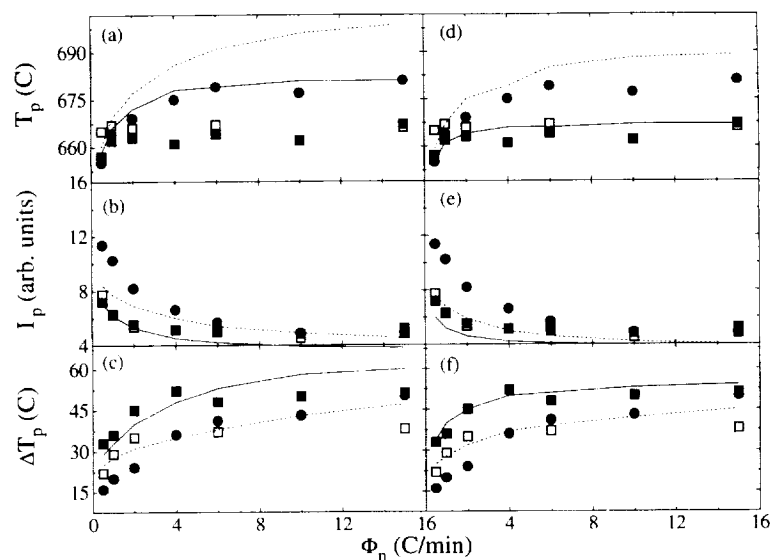 (a)
(d)
690
675
660
T_p (C)
16
(b)
(e)
12
8
4
I_p (arb. units)
(c)
(f)
60
45
30
15
ΔT_p (C)
0 4 8 12 16 4 8 12 16
Φ_n (C/min)